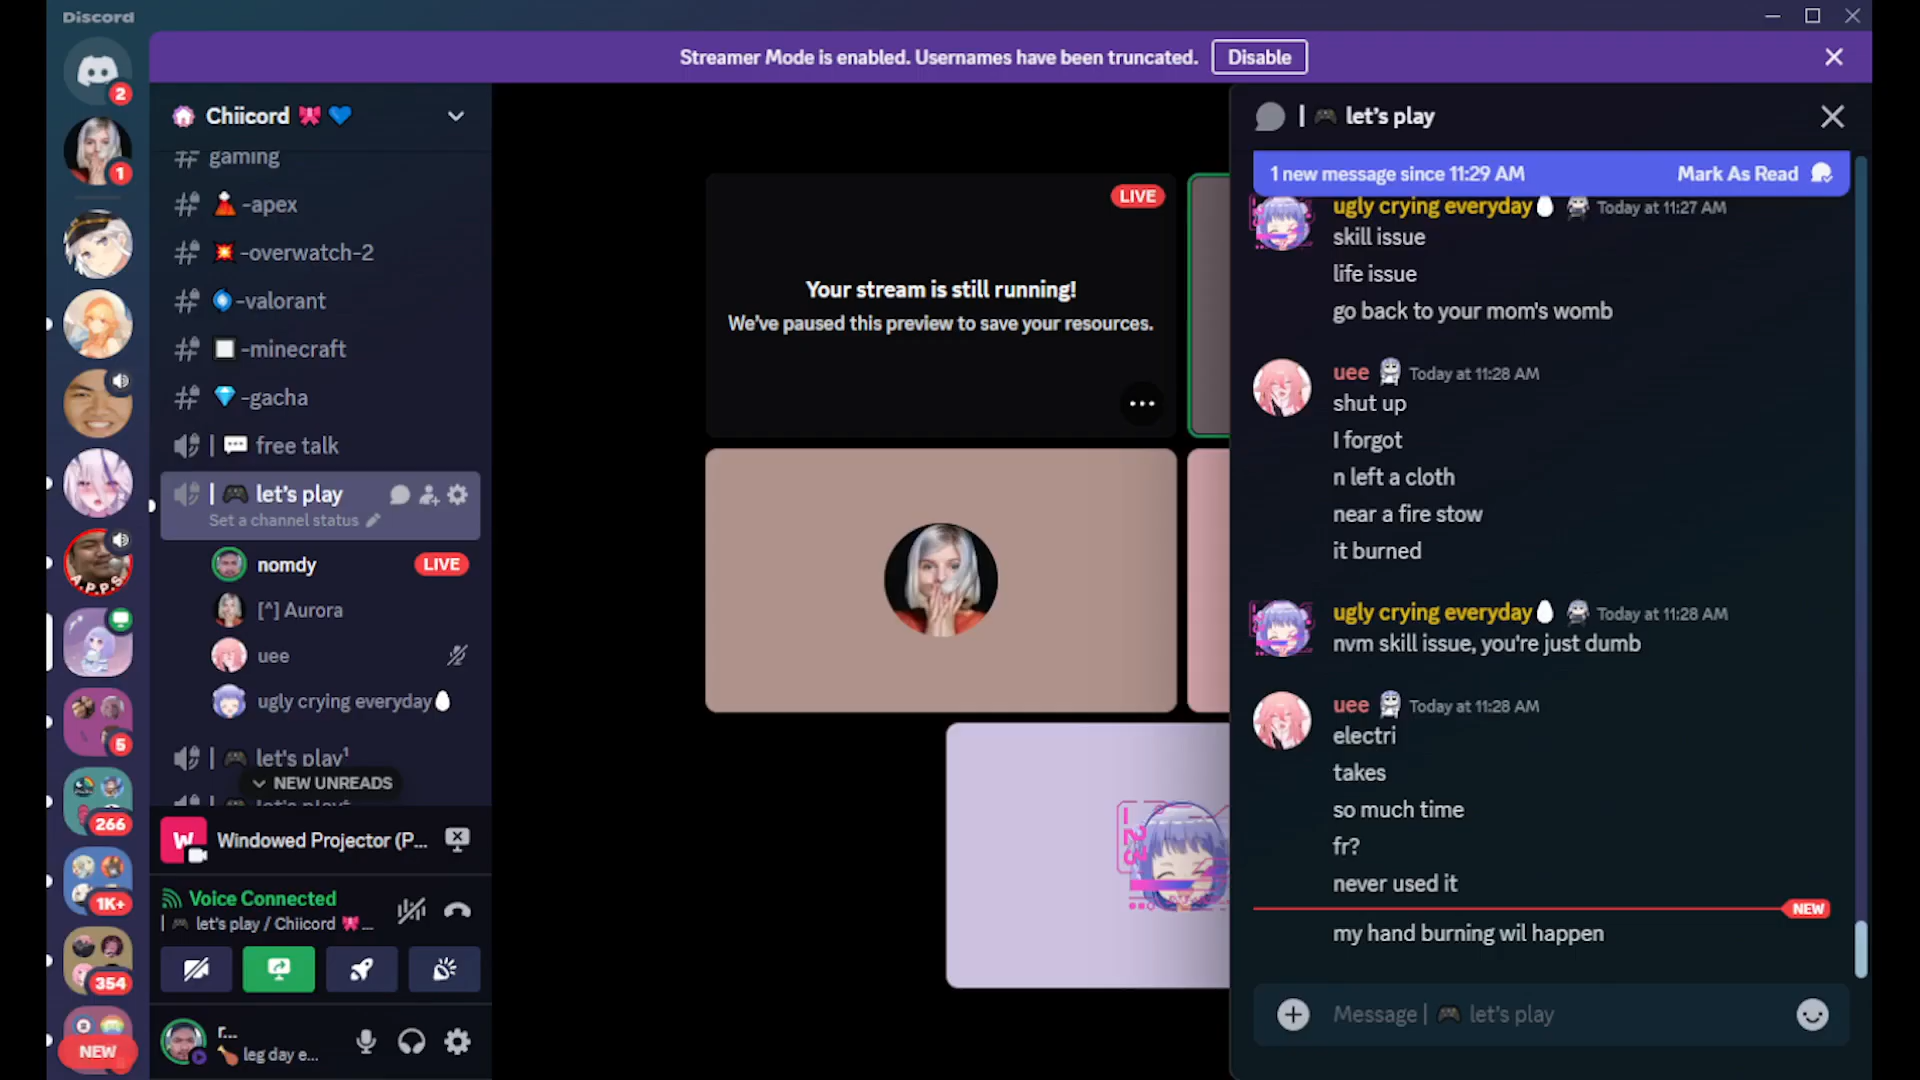 Discord
Streamer Mode is enabled. Usernames have been truncated.
Disable
2
1
5
266
1K+
354
NEW
Chiicord
gaming
-apex
-overwatch-2
-valorant
-minecraft
-gacha
| free talk
| let's play
Set a channel status
nomdy
LIVE
[^] Aurora
uee
ugly crying everyday
| let's play¹
NEW UNREADS
W
Windowed Projector (P...
Voice Connected
| let's play / Chiicord ...
r...
leg day e...
LIVE
Your stream is still running!
We've paused this preview to save your resources.
| let's play
1 new message since 11:29 AM
Mark As Read
ugly crying everyday Today at 11:27 AM
skill issue
life issue
go back to your mom's womb
uee Today at 11:28 AM
shut up
I forgot
n left a cloth
near a fire stow
it burned
ugly crying everyday Today at 11:28 AM
nvm skill issue, you're just dumb
uee Today at 11:28 AM
electri
takes
so much time
fr?
never used it
NEW
my hand burning wil happen
Message | let's play